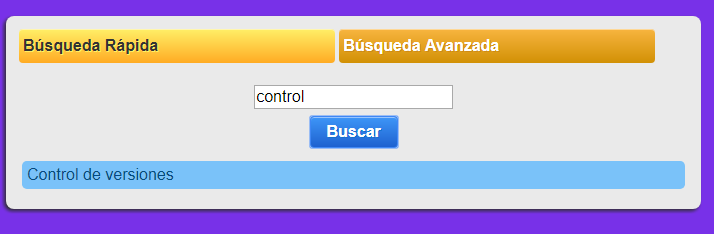 Búsqueda Rápida Búsqueda Avanzada
control
Buscar
Control de versiones